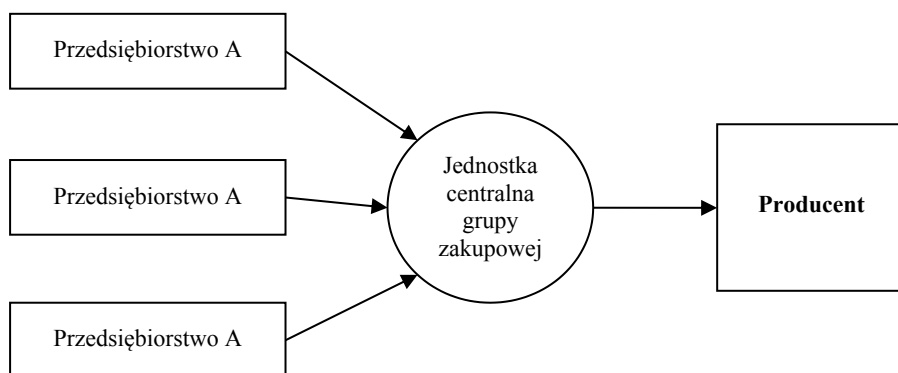 Przedsiębiorstwo A
Przedsiębiorstwo A
Przedsiębiorstwo A
Jednostka
centralna
grupy
zakupowej
Producent